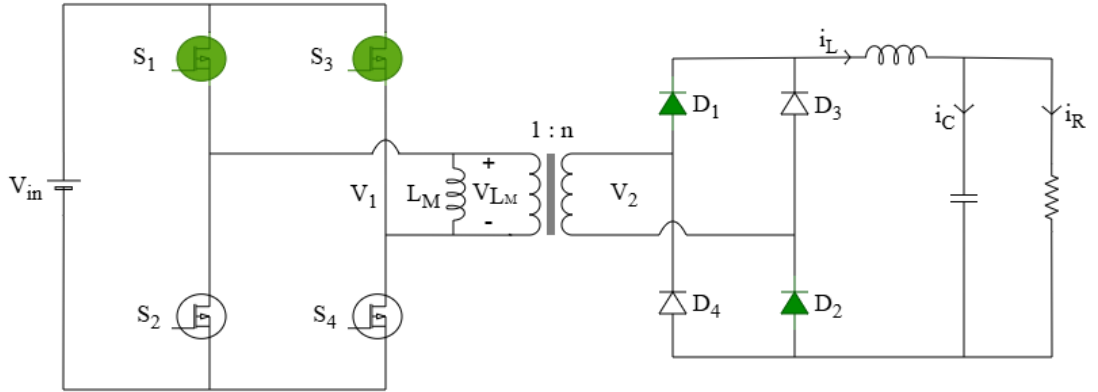 S1 S3
iL
D1 D3
1 : n
iC iR
Vin
V1 LM + VLM - V2
S2 S4
D4 D2